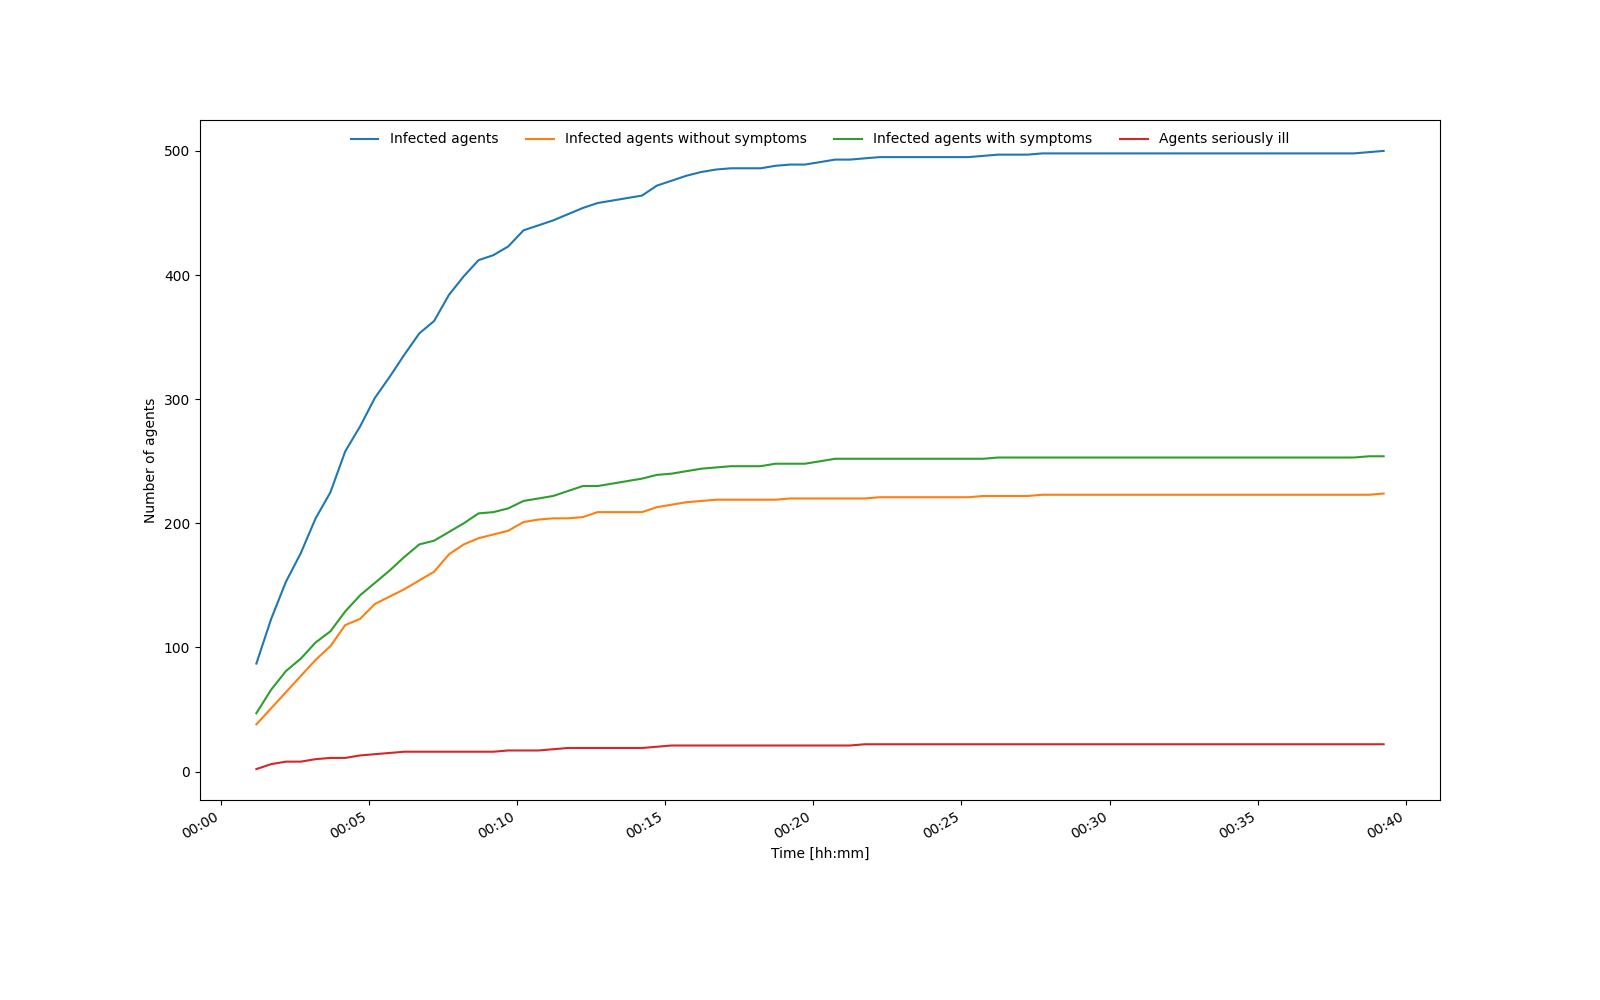 Infected agents Infected agents without symptoms Infected agents with symptoms Agents seriously ill
500
400
300
200
100
0
Number of agents
00:00 00:05 00:10 00:15 00:20 00:25 00:30 00:35 00:40
Time [hh:mm]